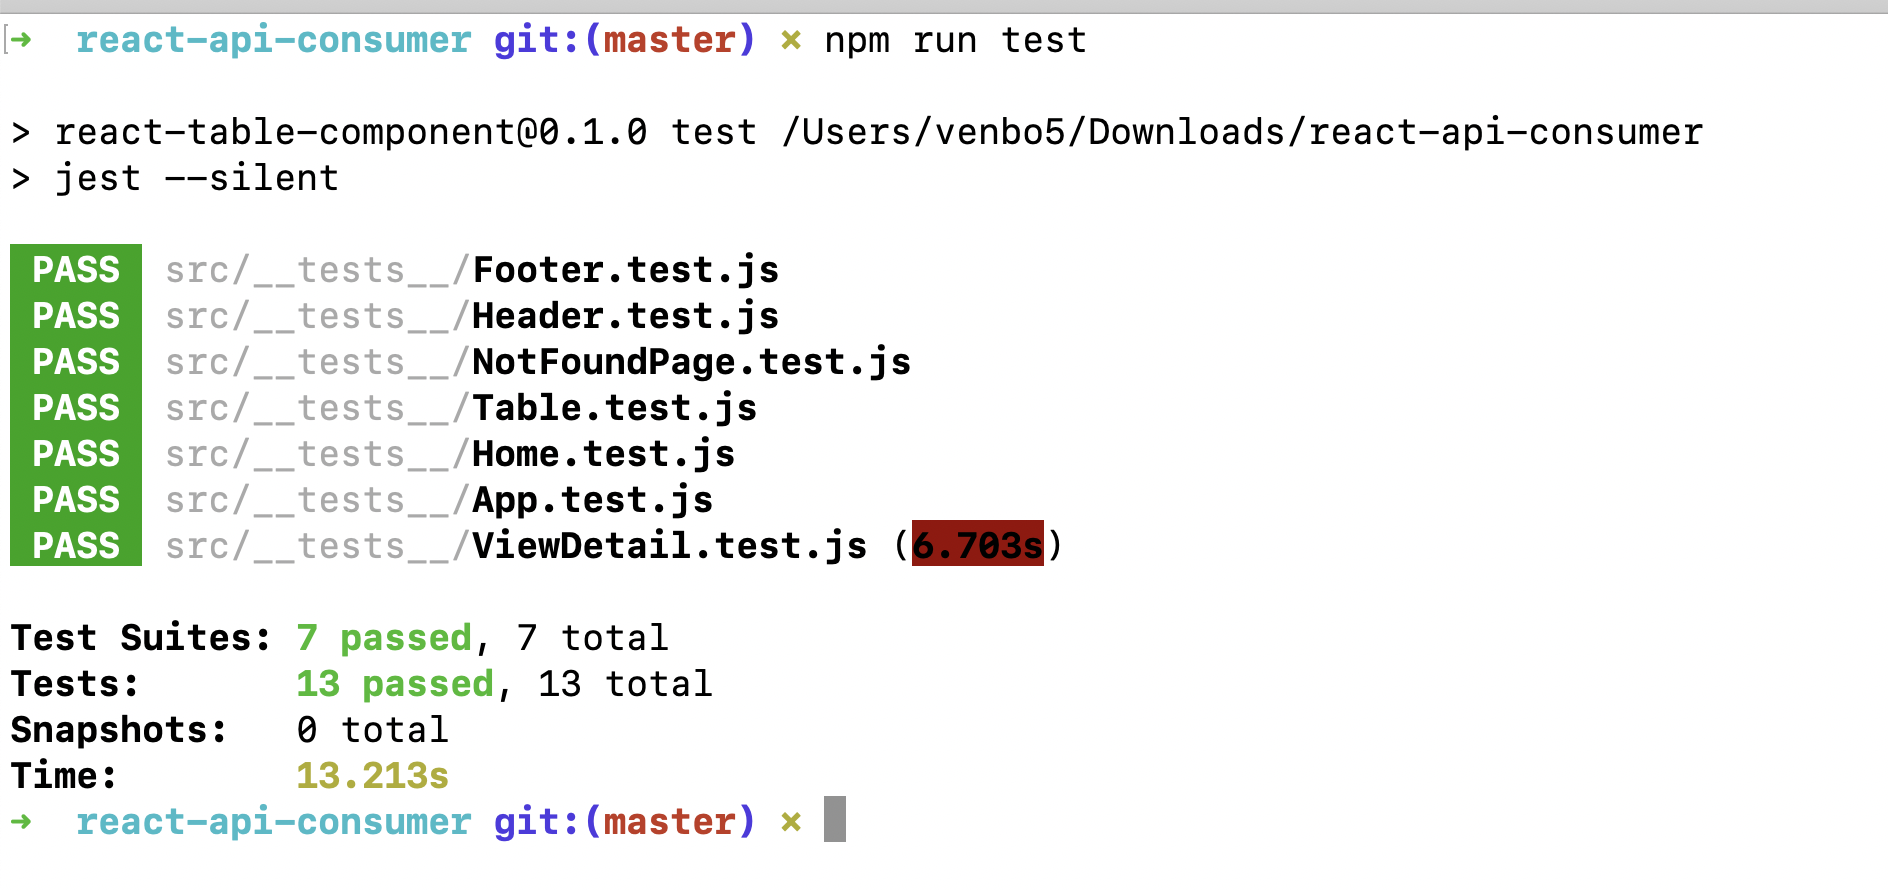 ➜  react-api-consumer git:(master) ✗ npm run test
> react-table-component@0.1.0 test /Users/venbo5/Downloads/react-api-consumer
> jest --silent
PASS src/__tests__/Footer.test.js
PASS src/__tests__/Header.test.js
PASS src/__tests__/NotFoundPage.test.js
PASS src/__tests__/Table.test.js
PASS src/__tests__/Home.test.js
PASS src/__tests__/App.test.js
PASS src/__tests__/ViewDetail.test.js (6.703s)
Test Suites: 7 passed, 7 total
Tests:       13 passed, 13 total
Snapshots:   0 total
Time:        13.213s
➜  react-api-consumer git:(master) ✗